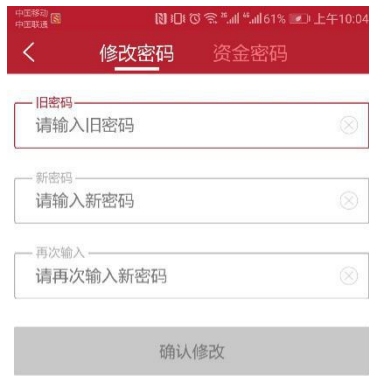 中国移动
中国联通
61% 上午10:04
修改密码 资金密码
旧密码
请输入旧密码
新密码
请输入新密码
再次输入
请再次输入新密码
确认修改